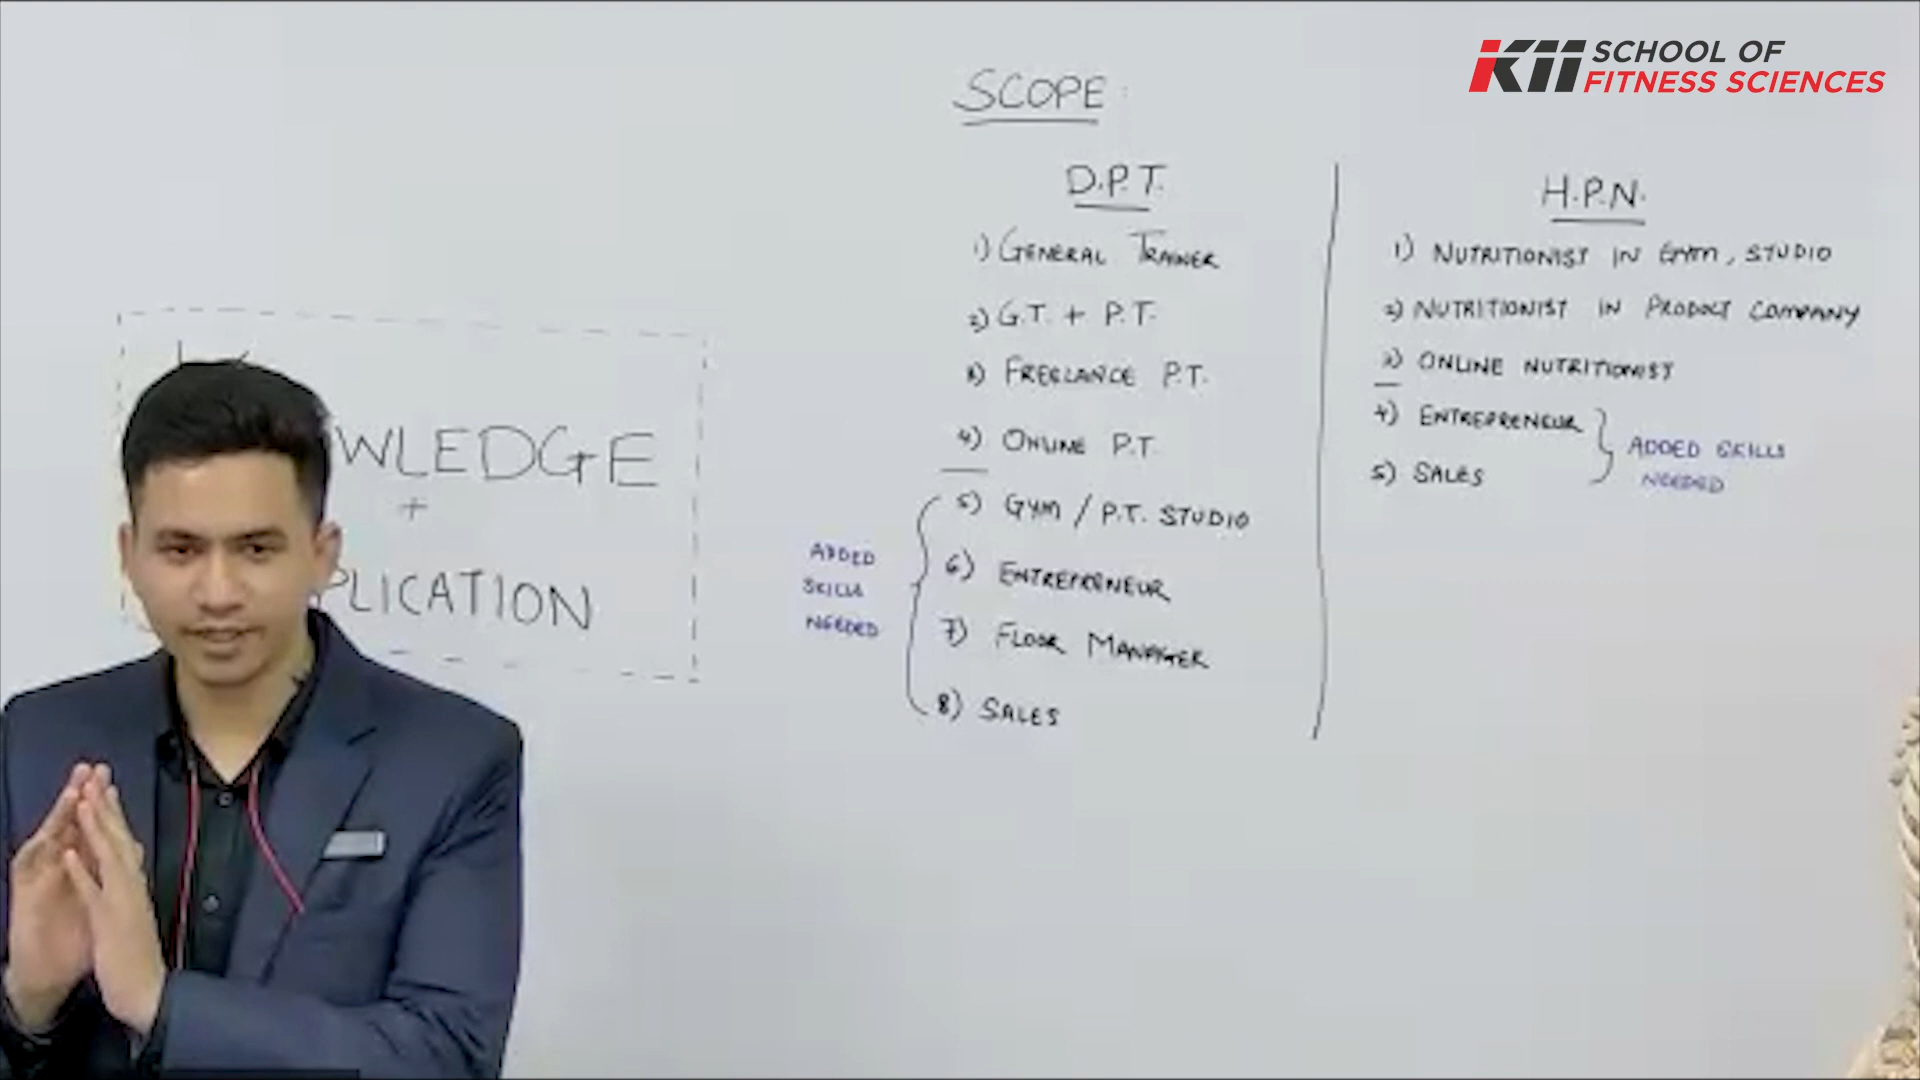 iKii SCHOOL OF
FITNESS SCIENCES
SCOPE:
WLEDGE
+
PLICATION
D.P.T.
1) GENERAL TRAINER
2) G.T. + P.T.
3) FREELANCE P.T.
4) ONLINE P.T.
5) GYM / P.T. STUDIO
6) ENTREPRENEUR
7) FLOOR MANAGER
8) SALES
ADDED
SKILLS
NEEDED
H.P.N.
1) NUTRITIONIST IN GYM, STUDIO
2) NUTRITIONIST IN PRODUCT COMPANY
3) ONLINE NUTRITIONIST
4) ENTREPRENEUR
5) SALES
ADDED SKILLS
NEEDED